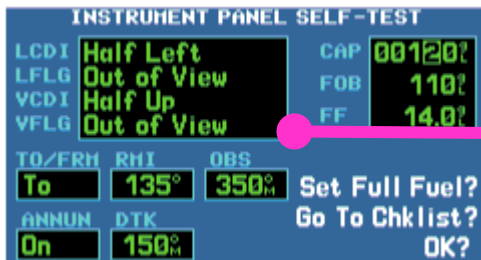 INSTRUMENT PANEL SELF-TEST
LCDI Half Left CAP 00120 G/L
LFLG Out of View FOB 110 G/L
VCDI Half Up
VFLG Out of View FF 14.0 G/L
TO/FRM RMI OBS
To 135° 350°M Set Full Fuel?
ANNUN DTK Go To Chklist?
On 150°M OK?